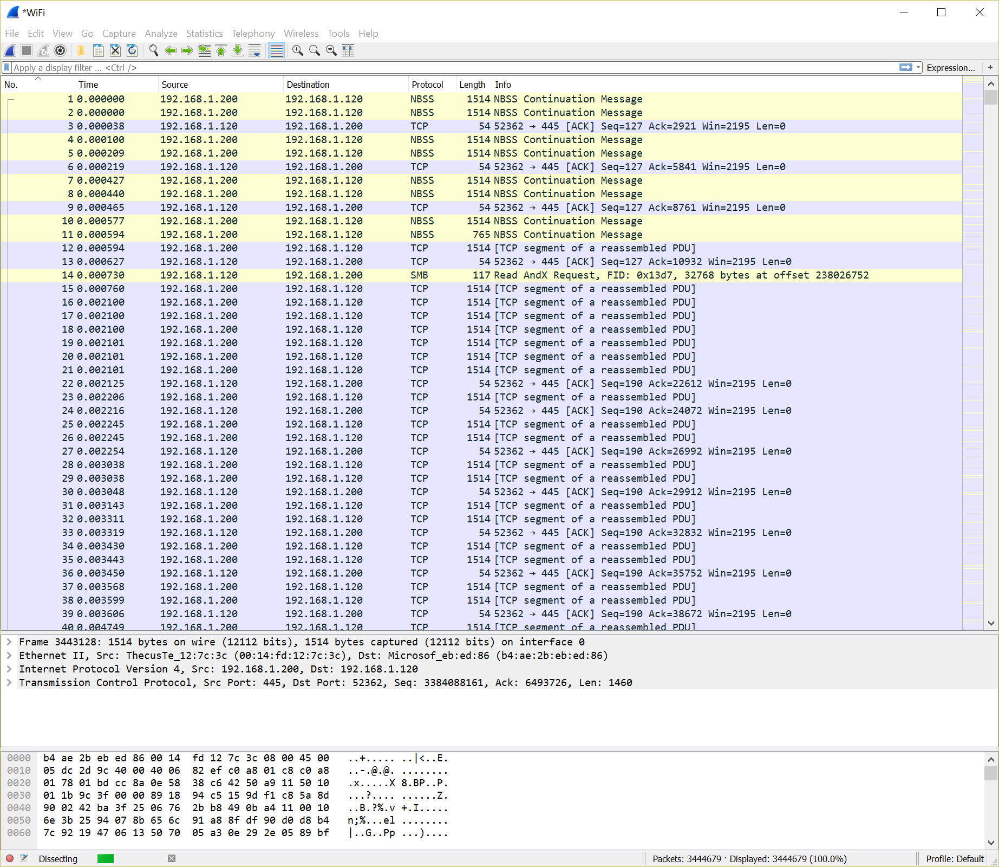 *WiFi
File Edit View Go Capture Analyze Statistics Telephony Wireless Tools Help
Apply a display filter ... <Ctrl-/> Expression... +
No. Time Source Destination Protocol Length Info
1 0.000000 192.168.1.200 192.168.1.120 NBSS 1514 NBSS Continuation Message
2 0.000000 192.168.1.200 192.168.1.120 NBSS 1514 NBSS Continuation Message
3 0.000038 192.168.1.120 192.168.1.200 TCP 54 52362 → 445 [ACK] Seq=127 Ack=2921 Win=2195 Len=0
4 0.000100 192.168.1.200 192.168.1.120 NBSS 1514 NBSS Continuation Message
5 0.000209 192.168.1.200 192.168.1.120 NBSS 1514 NBSS Continuation Message
6 0.000219 192.168.1.120 192.168.1.200 TCP 54 52362 → 445 [ACK] Seq=127 Ack=5841 Win=2195 Len=0
7 0.000427 192.168.1.200 192.168.1.120 NBSS 1514 NBSS Continuation Message
8 0.000440 192.168.1.200 192.168.1.120 NBSS 1514 NBSS Continuation Message
9 0.000465 192.168.1.120 192.168.1.200 TCP 54 52362 → 445 [ACK] Seq=127 Ack=8761 Win=2195 Len=0
10 0.000577 192.168.1.200 192.168.1.120 NBSS 1514 NBSS Continuation Message
11 0.000594 192.168.1.200 192.168.1.120 NBSS 765 NBSS Continuation Message
12 0.000594 192.168.1.200 192.168.1.120 TCP 1514 [TCP segment of a reassembled PDU]
13 0.000627 192.168.1.120 192.168.1.200 TCP 54 52362 → 445 [ACK] Seq=127 Ack=10932 Win=2195 Len=0
14 0.000730 192.168.1.120 192.168.1.200 SMB 117 Read AndX Request, FID: 0x13d7, 32768 bytes at offset 238026752
15 0.000760 192.168.1.200 192.168.1.120 TCP 1514 [TCP segment of a reassembled PDU]
16 0.002100 192.168.1.200 192.168.1.120 TCP 1514 [TCP segment of a reassembled PDU]
17 0.002100 192.168.1.200 192.168.1.120 TCP 1514 [TCP segment of a reassembled PDU]
18 0.002100 192.168.1.200 192.168.1.120 TCP 1514 [TCP segment of a reassembled PDU]
19 0.002101 192.168.1.200 192.168.1.120 TCP 1514 [TCP segment of a reassembled PDU]
20 0.002101 192.168.1.200 192.168.1.120 TCP 1514 [TCP segment of a reassembled PDU]
21 0.002101 192.168.1.200 192.168.1.120 TCP 1514 [TCP segment of a reassembled PDU]
22 0.002125 192.168.1.120 192.168.1.200 TCP 54 52362 → 445 [ACK] Seq=190 Ack=22612 Win=2195 Len=0
23 0.002206 192.168.1.200 192.168.1.120 TCP 1514 [TCP segment of a reassembled PDU]
24 0.002216 192.168.1.120 192.168.1.200 TCP 54 52362 → 445 [ACK] Seq=190 Ack=24072 Win=2195 Len=0
25 0.002245 192.168.1.200 192.168.1.120 TCP 1514 [TCP segment of a reassembled PDU]
26 0.002245 192.168.1.200 192.168.1.120 TCP 1514 [TCP segment of a reassembled PDU]
27 0.002254 192.168.1.120 192.168.1.200 TCP 54 52362 → 445 [ACK] Seq=190 Ack=26992 Win=2195 Len=0
28 0.003038 192.168.1.200 192.168.1.120 TCP 1514 [TCP segment of a reassembled PDU]
29 0.003038 192.168.1.200 192.168.1.120 TCP 1514 [TCP segment of a reassembled PDU]
30 0.003048 192.168.1.120 192.168.1.200 TCP 54 52362 → 445 [ACK] Seq=190 Ack=29912 Win=2195 Len=0
31 0.003143 192.168.1.200 192.168.1.120 TCP 1514 [TCP segment of a reassembled PDU]
32 0.003311 192.168.1.200 192.168.1.120 TCP 1514 [TCP segment of a reassembled PDU]
33 0.003319 192.168.1.120 192.168.1.200 TCP 54 52362 → 445 [ACK] Seq=190 Ack=32832 Win=2195 Len=0
34 0.003430 192.168.1.200 192.168.1.120 TCP 1514 [TCP segment of a reassembled PDU]
35 0.003443 192.168.1.200 192.168.1.120 TCP 1514 [TCP segment of a reassembled PDU]
36 0.003450 192.168.1.120 192.168.1.200 TCP 54 52362 → 445 [ACK] Seq=190 Ack=35752 Win=2195 Len=0
37 0.003568 192.168.1.200 192.168.1.120 TCP 1514 [TCP segment of a reassembled PDU]
38 0.003599 192.168.1.200 192.168.1.120 TCP 1514 [TCP segment of a reassembled PDU]
39 0.003606 192.168.1.120 192.168.1.200 TCP 54 52362 → 445 [ACK] Seq=190 Ack=38672 Win=2195 Len=0
40 0.004749 192.168.1.200 192.168.1.120 TCP 1514 [TCP segment of a reassembled PDU]
Frame 3443128: 1514 bytes on wire (12112 bits), 1514 bytes captured (12112 bits) on interface 0
Ethernet II, Src: ThecusTe_12:7c:3c (00:14:fd:12:7c:3c), Dst: Microsof_eb:ed:86 (b4:ae:2b:eb:ed:86)
Internet Protocol Version 4, Src: 192.168.1.200, Dst: 192.168.1.120
Transmission Control Protocol, Src Port: 445, Dst Port: 52362, Seq: 3384088161, Ack: 6493726, Len: 1460
0000 b4 ae 2b eb ed 86 00 14 fd 12 7c 3c 08 00 45 00 ..+..... ..|<..E.
0010 05 dc 2d 9c 40 00 40 06 82 ef c0 a8 01 c8 c0 a8 ..-.@.@. ........
0020 01 78 01 bd cc 8a 0e 58 38 c6 42 50 a9 11 50 10 .x.....X 8.BP..P.
0030 01 1b 9c 3f 00 00 89 18 94 c5 15 9d f1 c8 5a 8d ...?.... ......Z.
0040 90 02 42 ba 3f 25 06 76 2b b8 49 0b a4 11 00 10 ..B.?%.v +.I.....
0050 6e 3b 25 94 07 8b 65 6c 91 a8 8f df 90 d0 d8 b4 n;%...el ........
0060 7c 92 19 47 06 13 50 70 05 a3 0e 29 2e 05 89 bf |..G..Pp ...)....
Dissecting Packets: 3444679 · Displayed: 3444679 (100.0%) Profile: Default